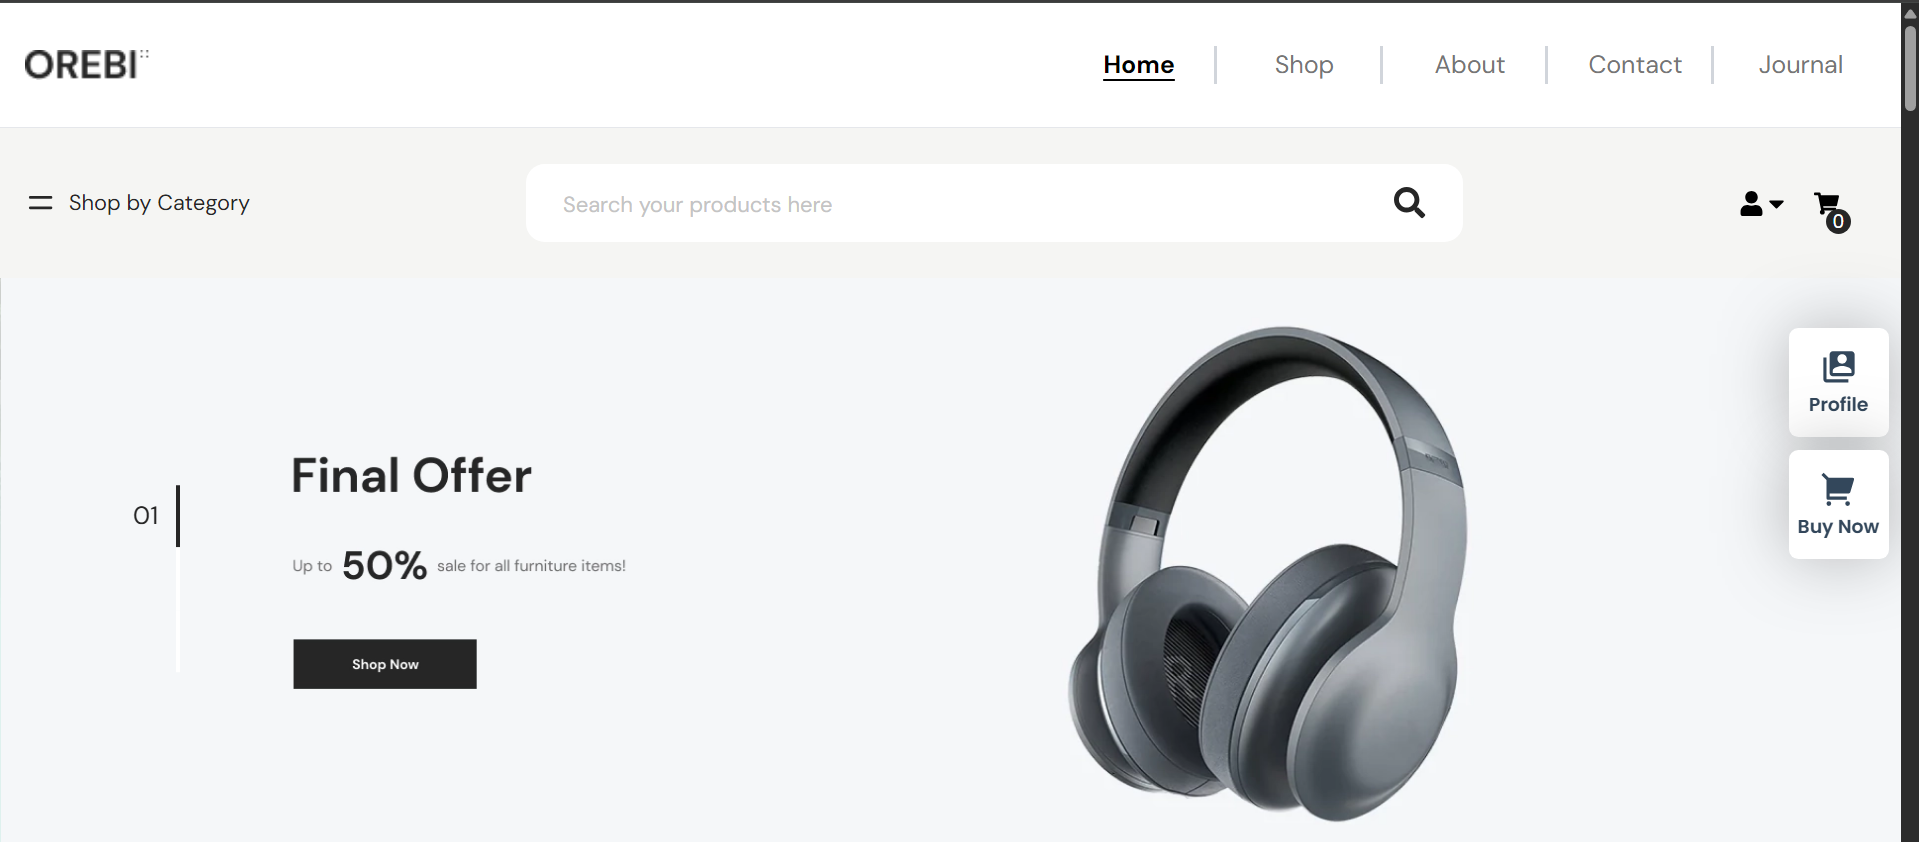 OREBI
Home
Shop
About
Contact
Journal
Shop by Category
Search your products here
0
Profile
Buy Now
01
Final Offer
Up to 50% sale for all furniture items!
Shop Now